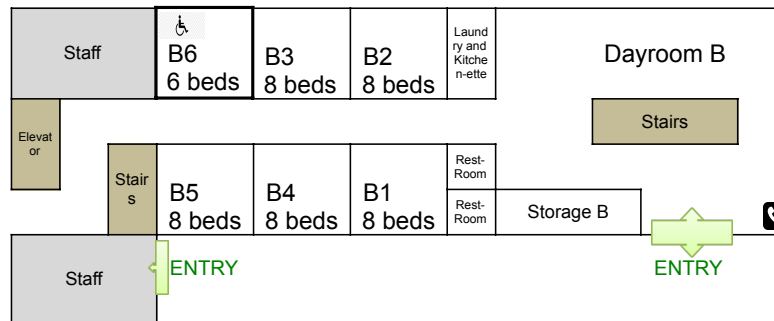 Staff
B6
6 beds
B3
8 beds
B2
8 beds
Laund
ry and
Kitche
n-ette
Dayroom B
Elevat
or
Stairs
Stair
s
B5
8 beds
B4
8 beds
B1
8 beds
Rest-
Room
Rest-
Room
Storage B
Staff
ENTRY
ENTRY